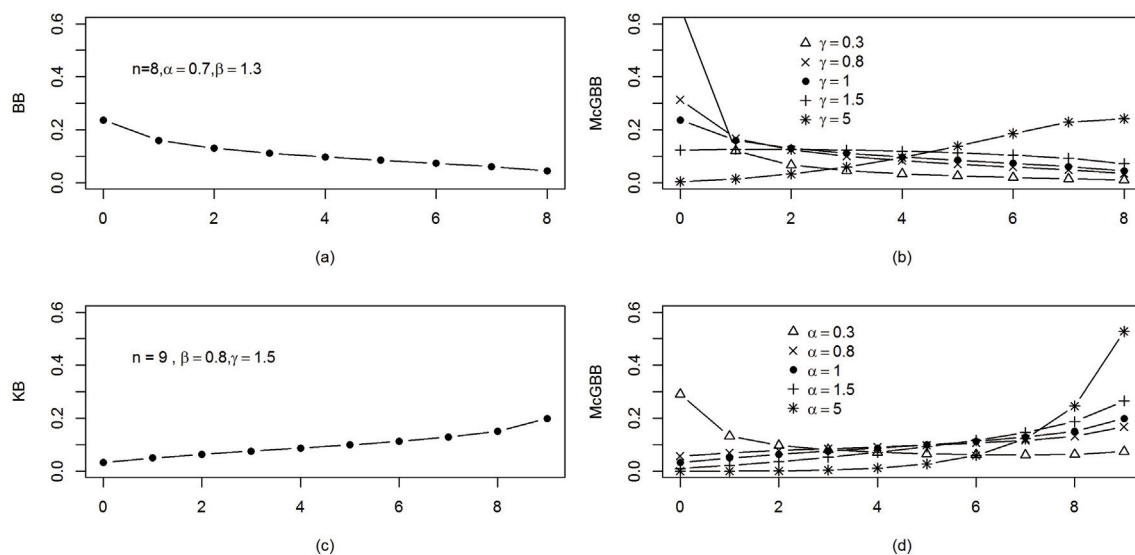 BB
0.6
0.4
0.2
0.0
n=8,α = 0.7,β = 1.3
0 2 4 6 8
(a)
McGBB
0.6
0.4
0.2
0.0
γ = 0.3
γ = 0.8
γ = 1
γ = 1.5
γ = 5
0 2 4 6 8
(b)
KB
0.6
0.4
0.2
0.0
n = 9 , β = 0.8,γ = 1.5
0 2 4 6 8
(c)
McGBB
0.6
0.4
0.2
0.0
α = 0.3
α = 0.8
α = 1
α = 1.5
α = 5
0 2 4 6 8
(d)